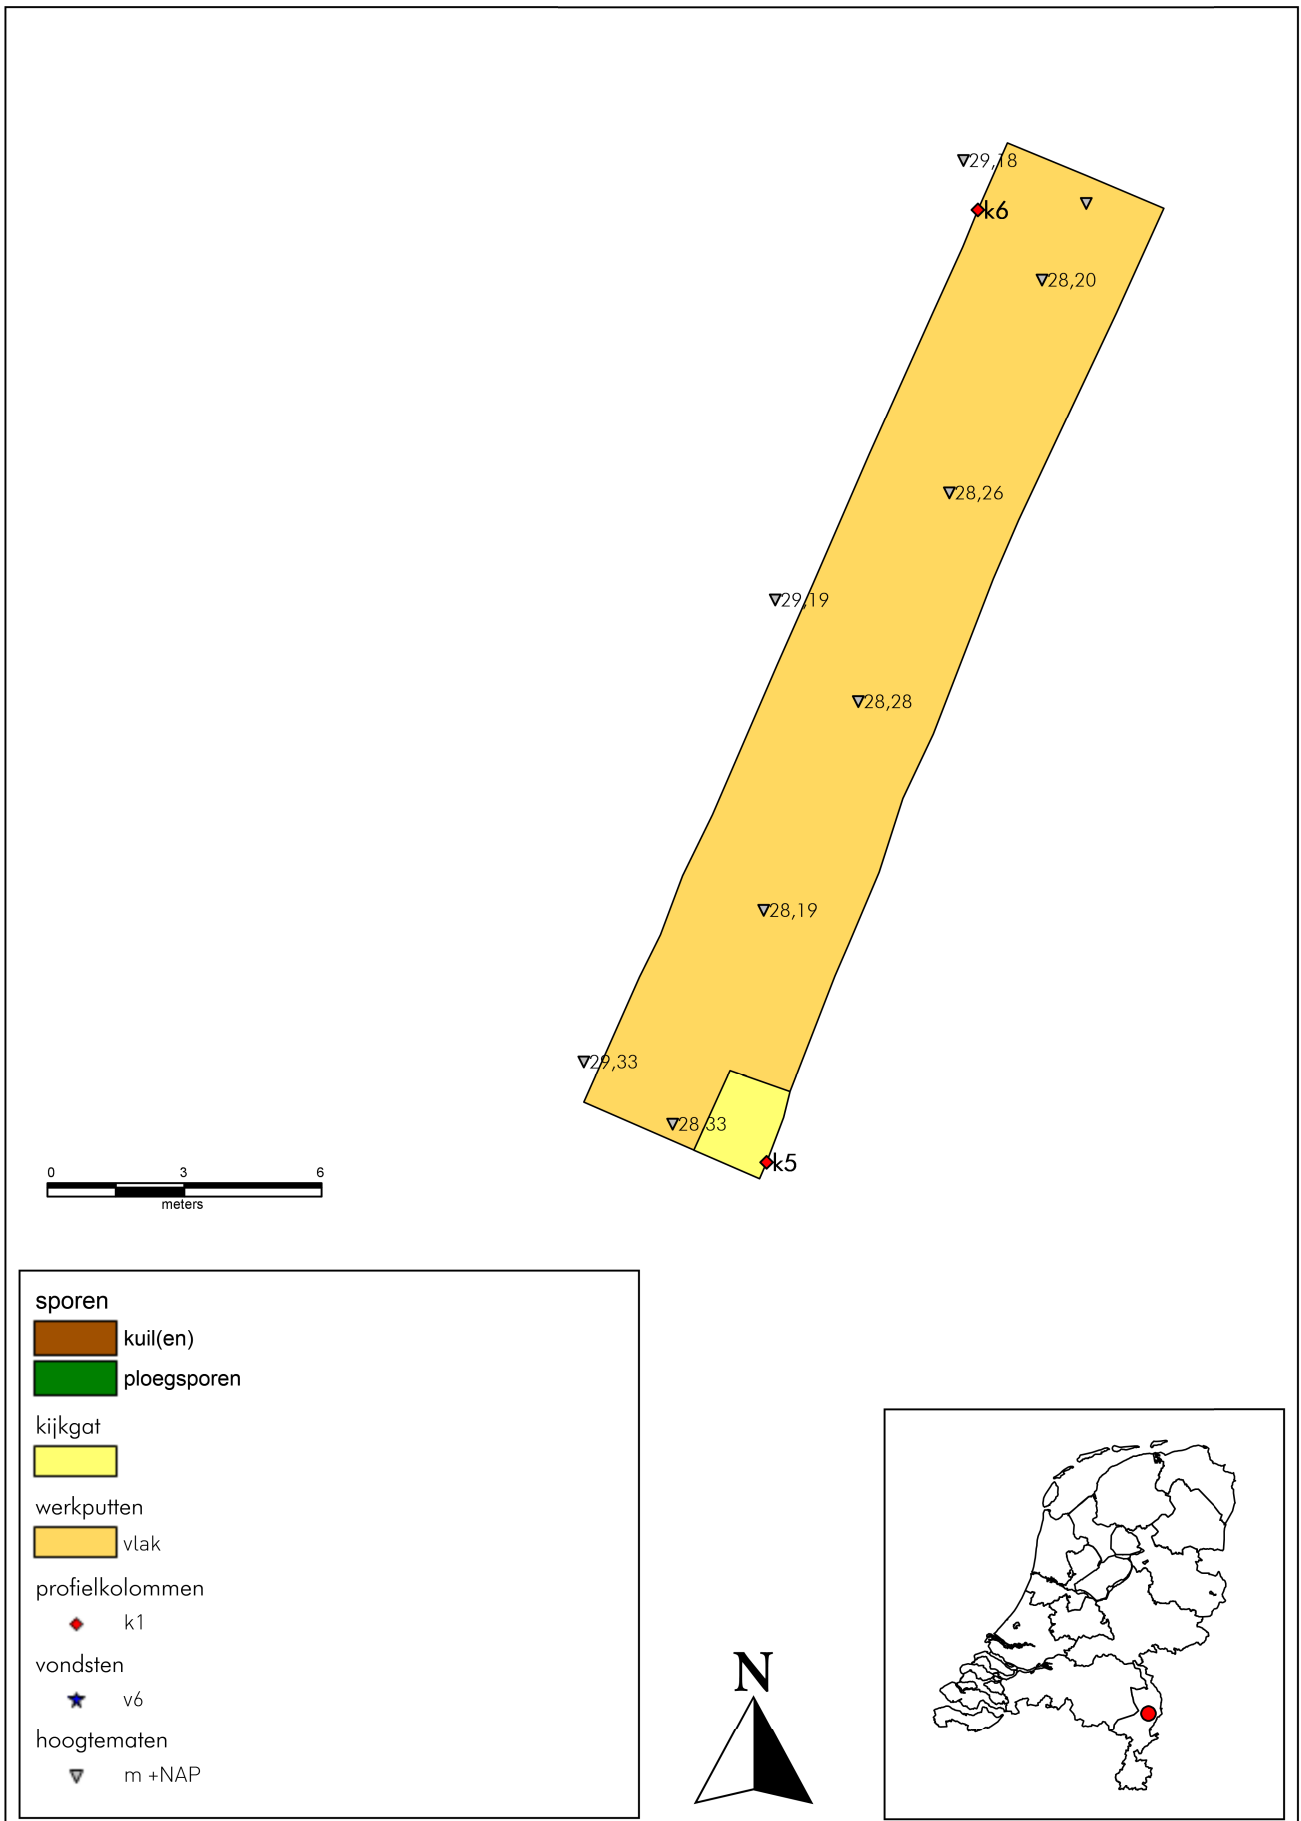 29,18
k6
28,20
28,26
29,19
28,28
28,19
29,33
28,33
k5
0 3 6
meters
sporen
kuil(en)
ploegsporen
kijkgat
werkputten
vlak
profielkolommen
k1
vondsten
v6
hoogtematen
m +NAP
N